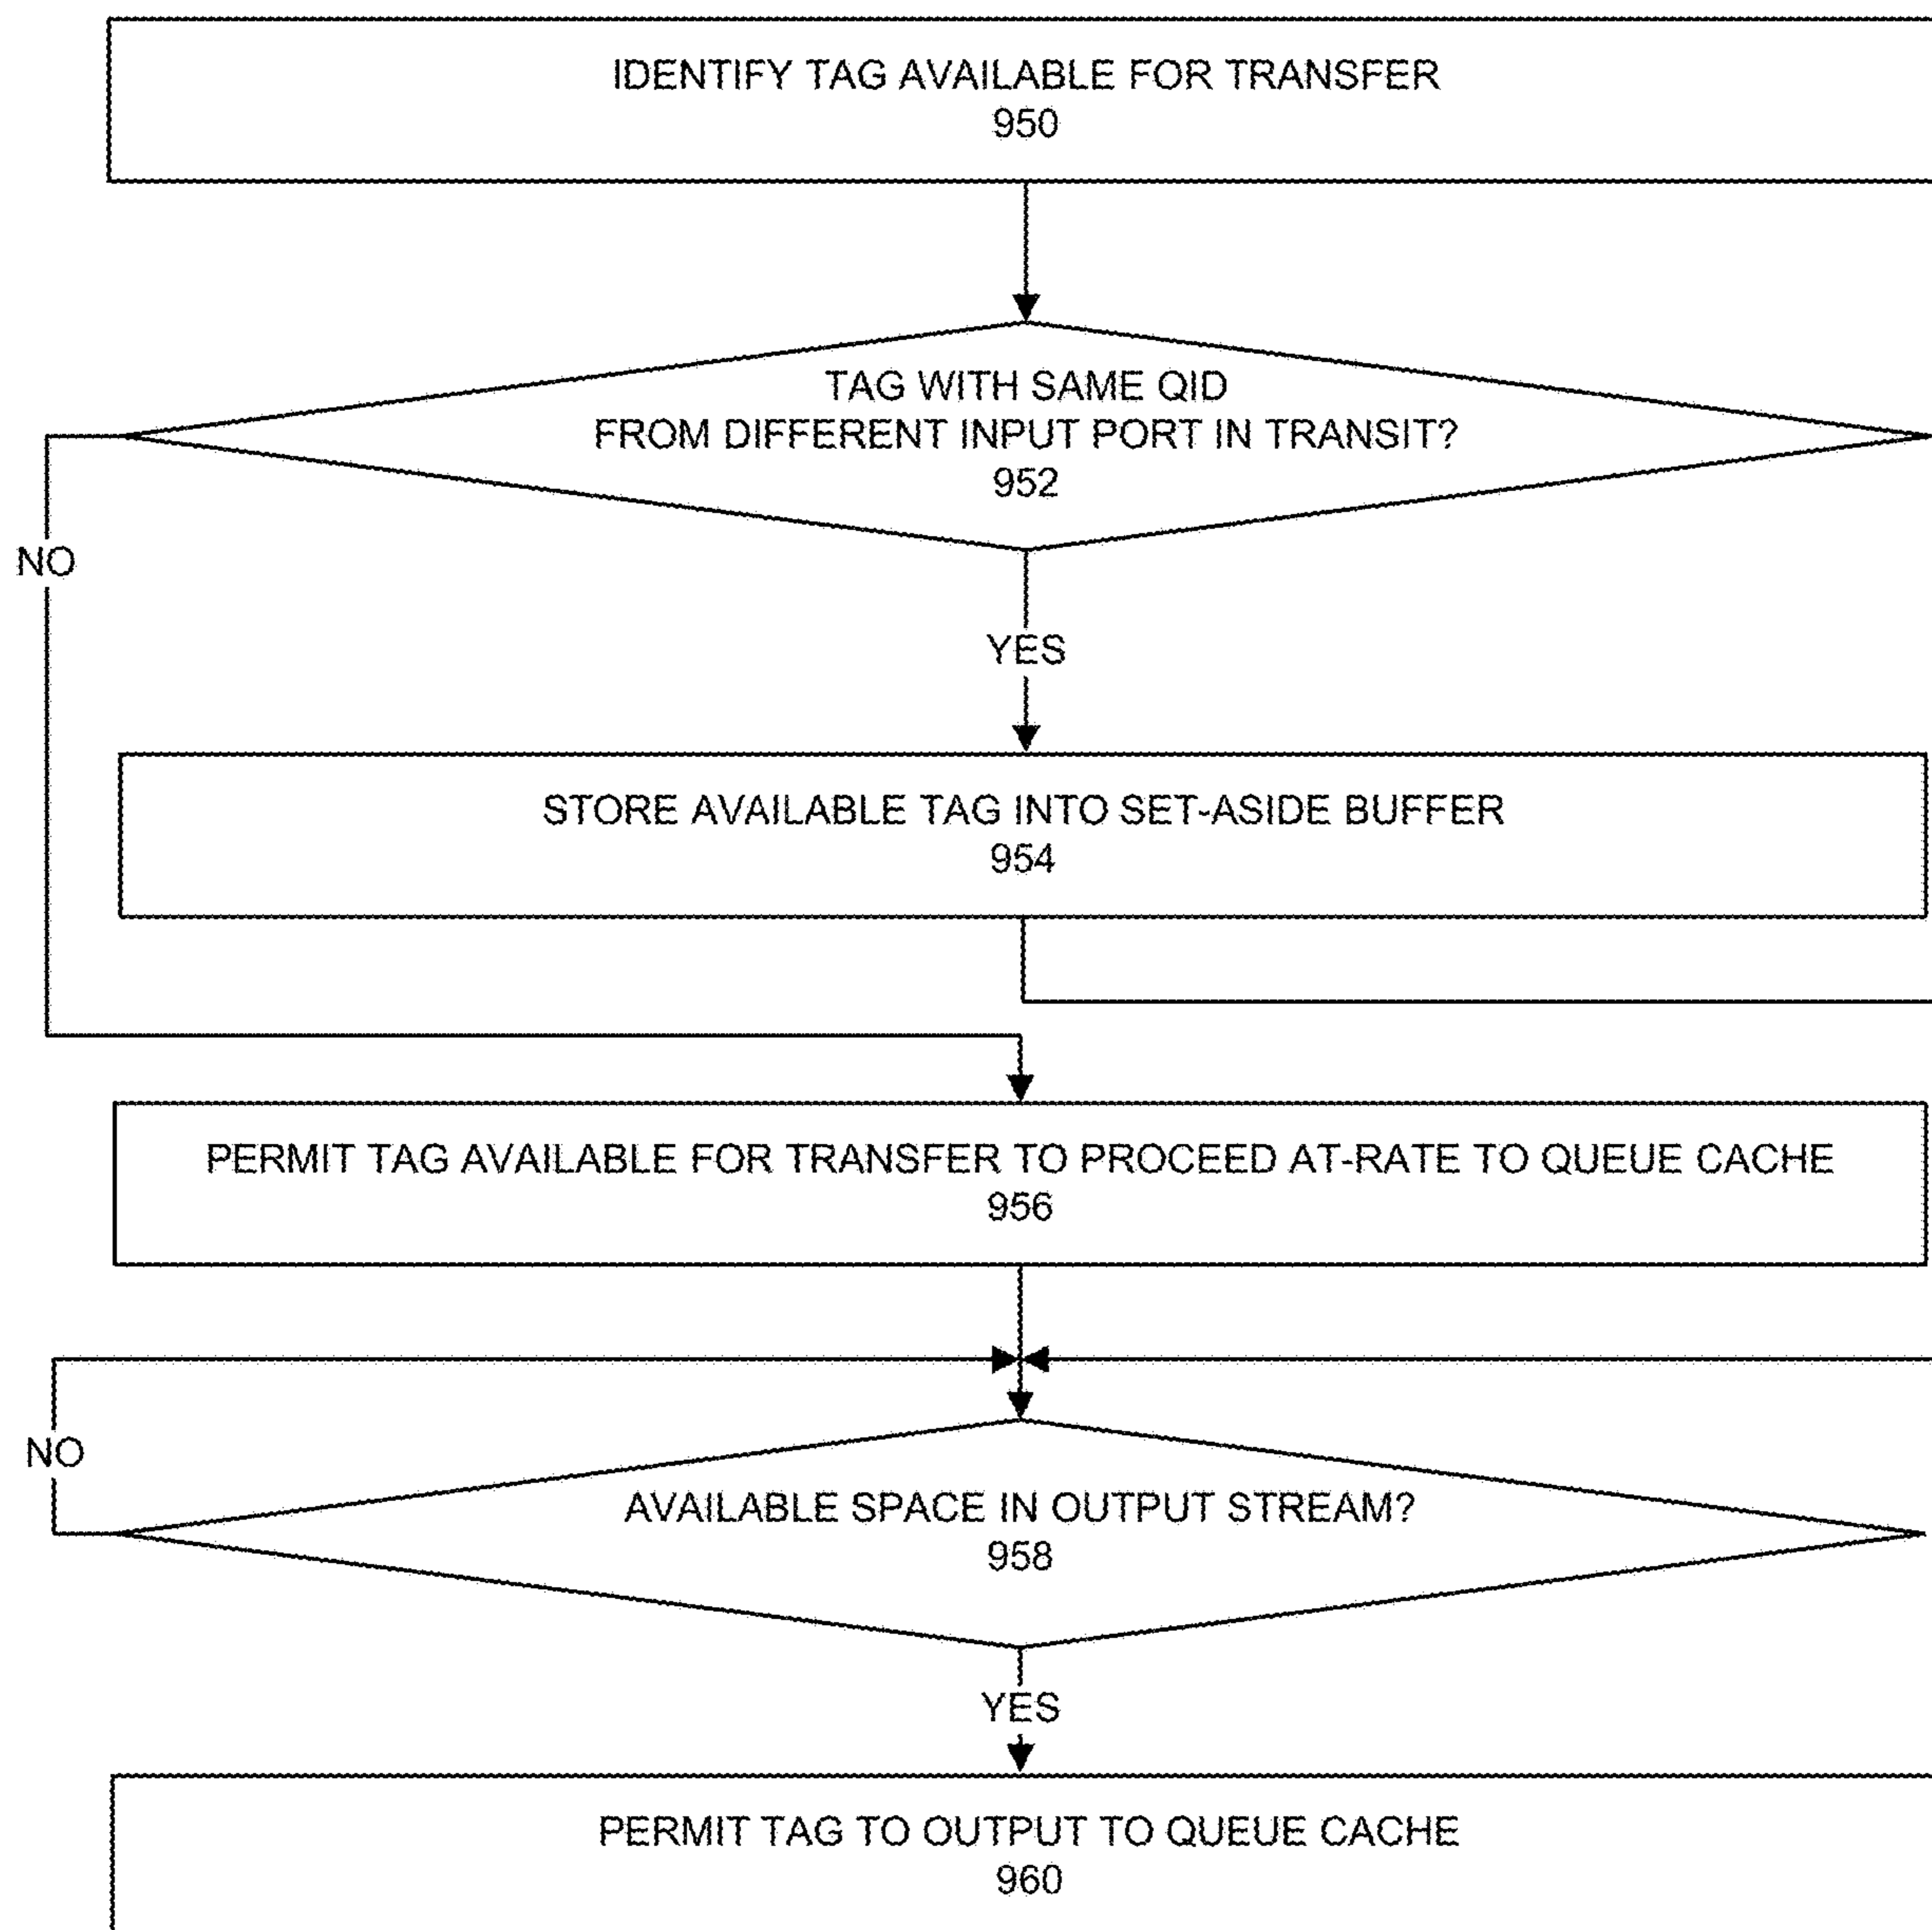 IDENTIFY TAG AVAILABLE FOR TRANSFER
950
TAG WITH SAME QID
FROM DIFFERENT INPUT PORT IN TRANSIT?
952
NO
YES
STORE AVAILABLE TAG INTO SET-ASIDE BUFFER
954
PERMIT TAG AVAILABLE FOR TRANSFER TO PROCEED AT-RATE TO QUEUE CACHE
956
NO
AVAILABLE SPACE IN OUTPUT STREAM?
958
YES
PERMIT TAG TO OUTPUT TO QUEUE CACHE
960